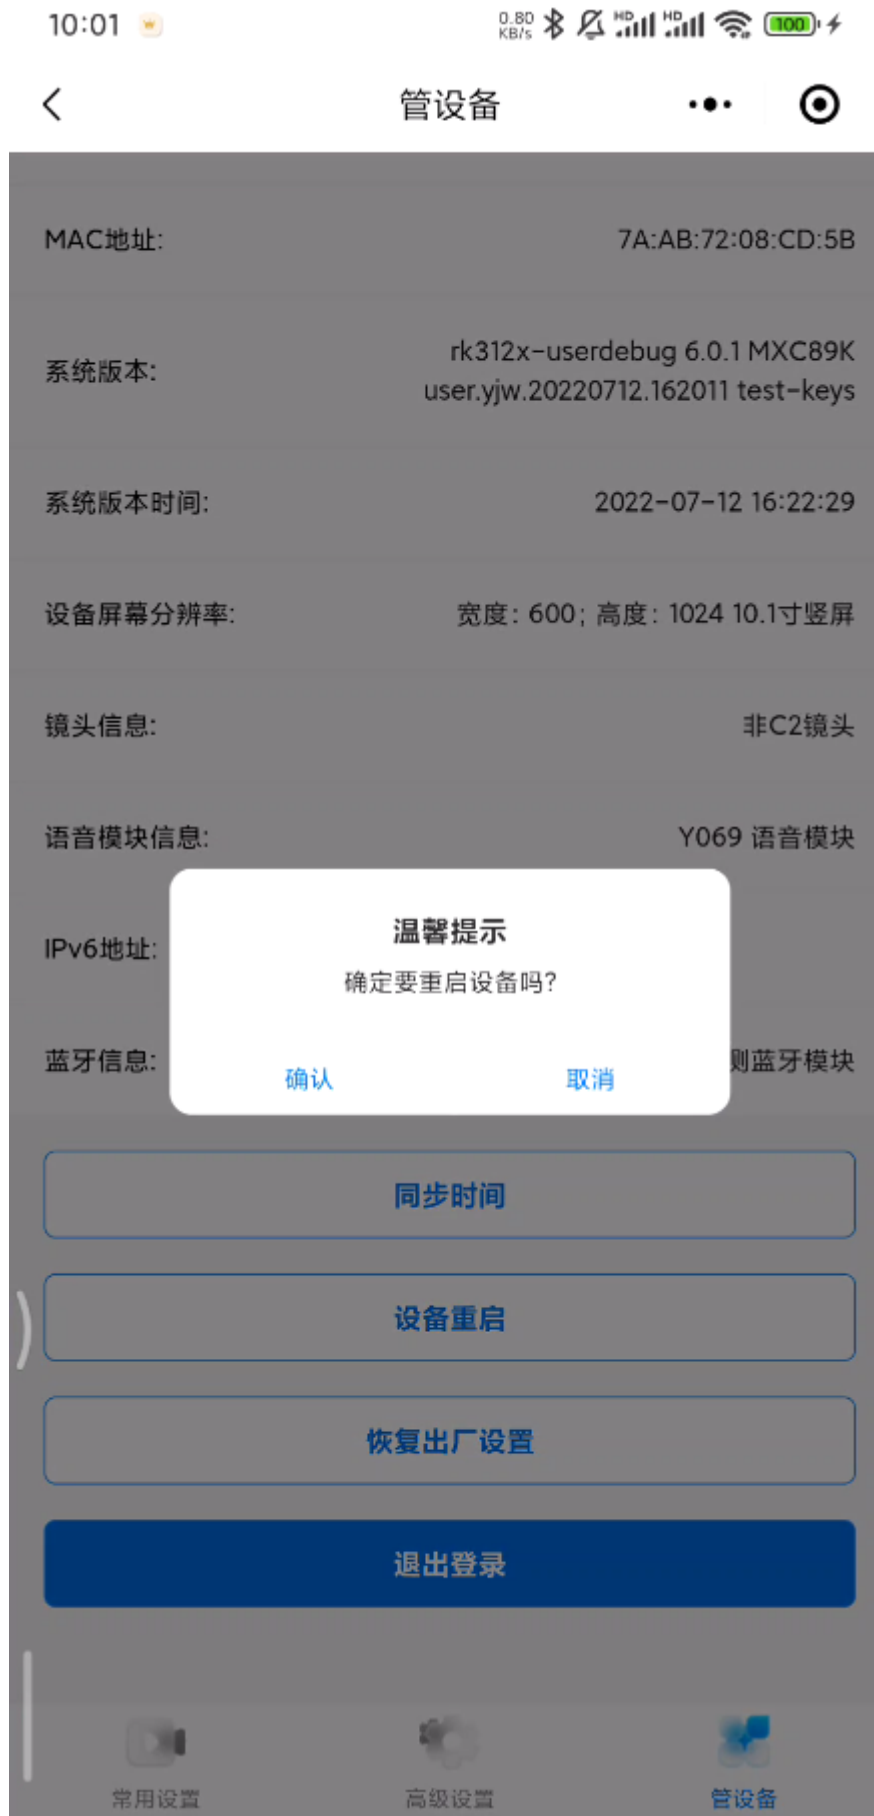 10:01
0.80
KB/s
HD
HD
100
管设备
MAC地址:
7A:AB:72:08:CD:5B
系统版本:
rk312x-userdebug 6.0.1 MXC89K
user.yjw.20220712.162011 test-keys
系统版本时间:
2022-07-12 16:22:29
设备屏幕分辨率:
宽度: 600; 高度: 1024 10.1寸竖屏
镜头信息:
非C2镜头
语音模块信息:
Y069 语音模块
IPv6地址:
温馨提示
确定要重启设备吗?
确认
取消
蓝牙信息:
测蓝牙模块
同步时间
设备重启
恢复出厂设置
退出登录
常用设置
高级设置
管设备